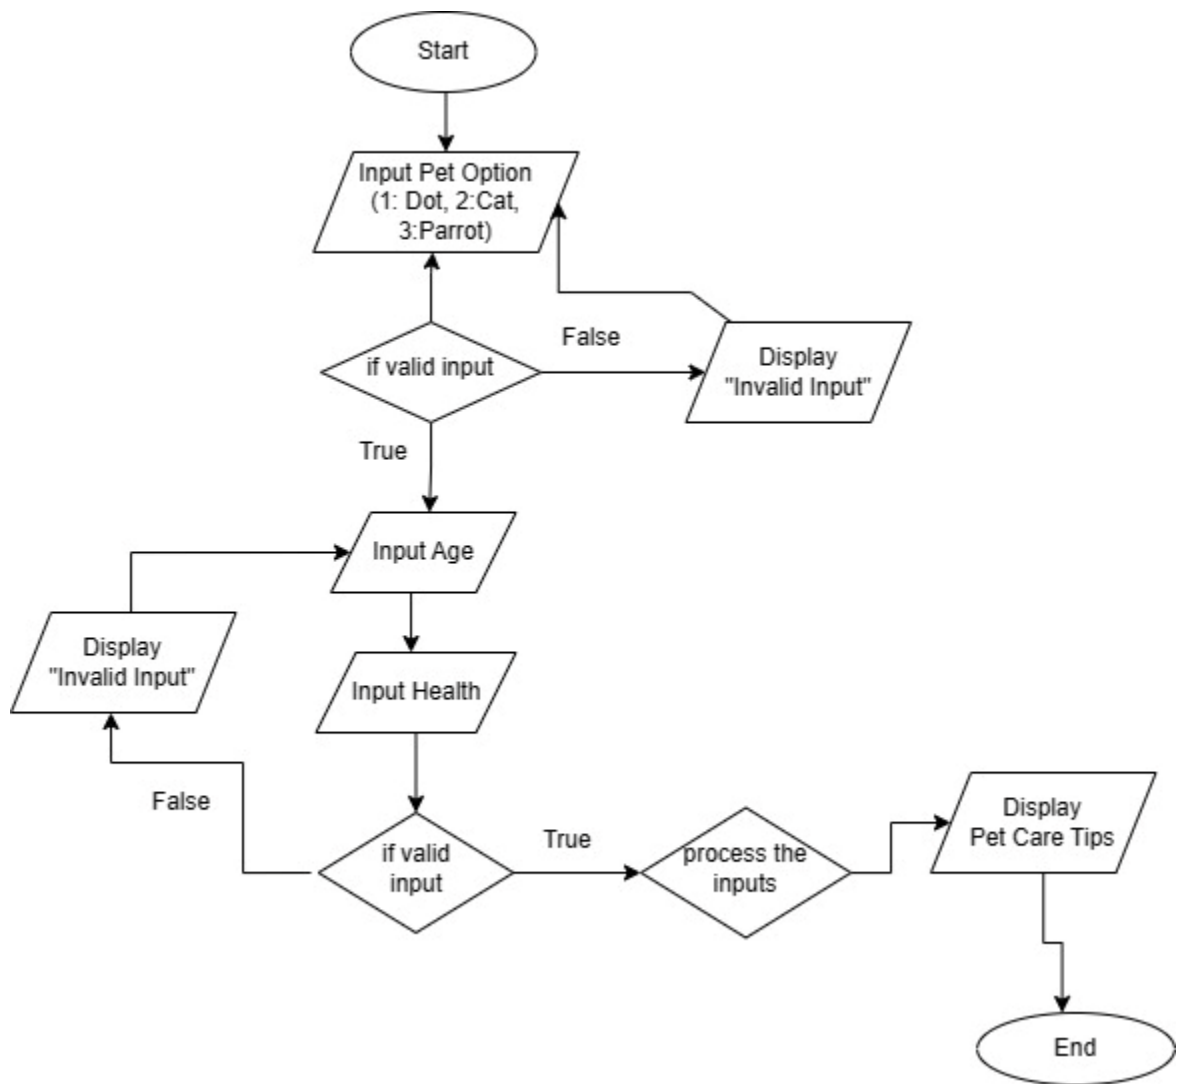 Start
Input Pet Option
(1: Dot, 2:Cat,
3:Parrot)
if valid input
False
Display
"Invalid Input"
True
Input Age
Display
"Invalid Input"
Input Health
False
if valid
input
True
process the
inputs
Display
Pet Care Tips
End